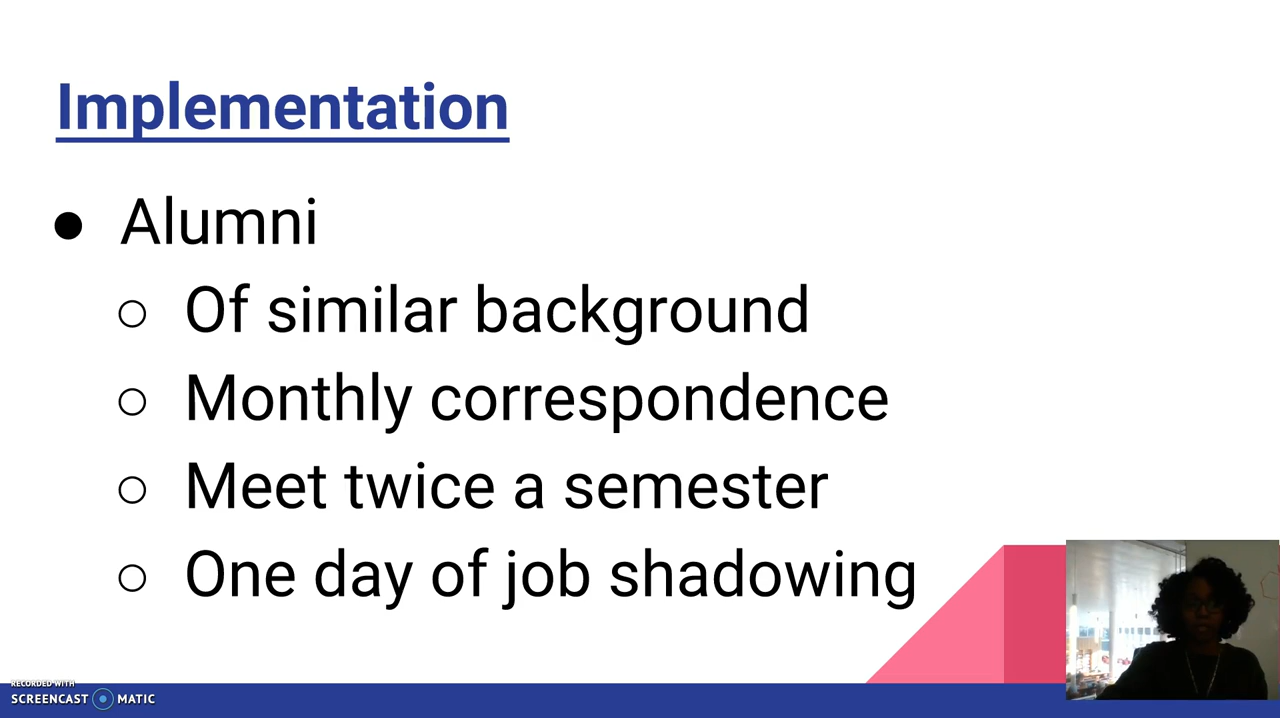 Implementation
● Alumni
○ Of similar background
○ Monthly correspondence
○ Meet twice a semester
○ One day of job shadowing
RECORDED WITH
SCREENCAST MATIC